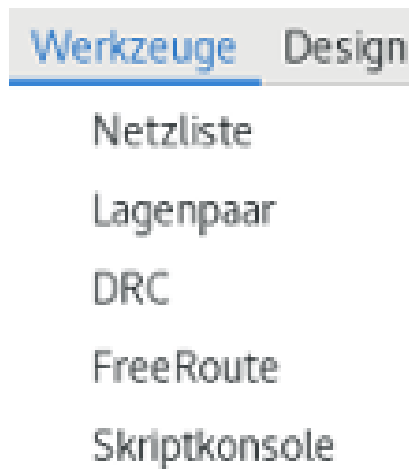 Werkzeuge Design
Netzliste
Lagenpaar
DRC
FreeRoute
Skriptkonsole